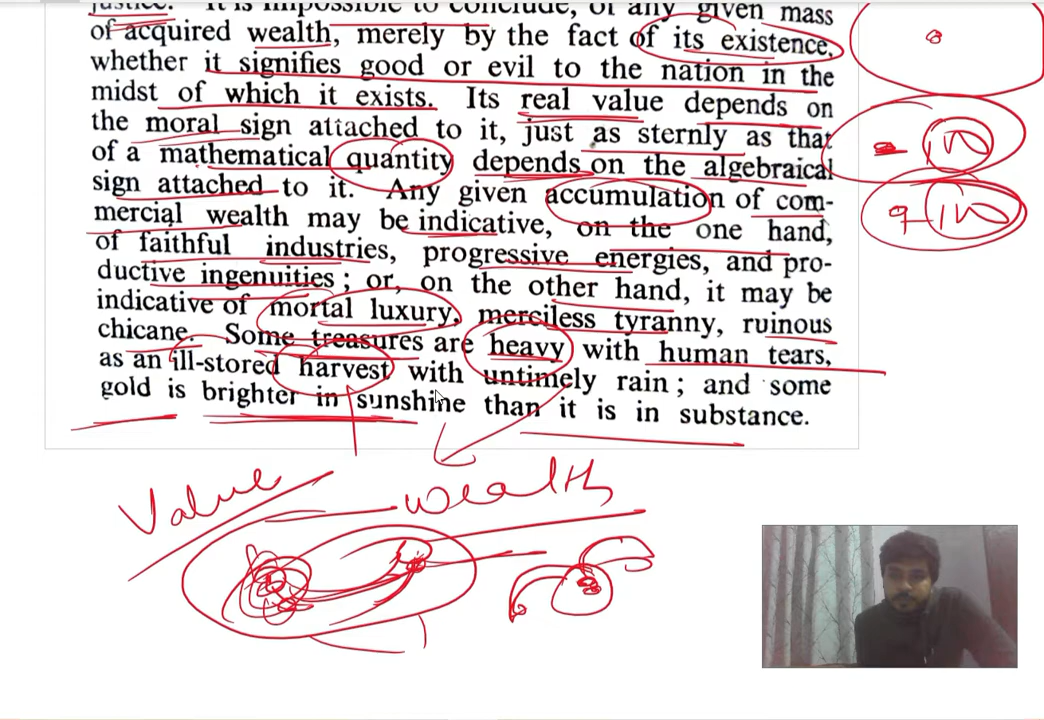 justice. It is impossible to conclude, of any given mass
of acquired wealth, merely by the fact of its existence,
whether it signifies good or evil to the nation in the
midst of which it exists. Its real value depends on
the moral sign attached to it, just as sternly as that
of a mathematical quantity depends on the algebraical
sign attached to it. Any given accumulation of com-
mercial wealth may be indicative, on the one hand,
of faithful industries, progressive energies, and pro-
ductive ingenuities; or, on the other hand, it may be
indicative of mortal luxury, merciless tyranny, ruinous
chicane. Some treasures are heavy with human tears,
as an ill-stored harvest with untimely rain; and some
gold is brighter in sunshine than it is in substance.
Value
wealth